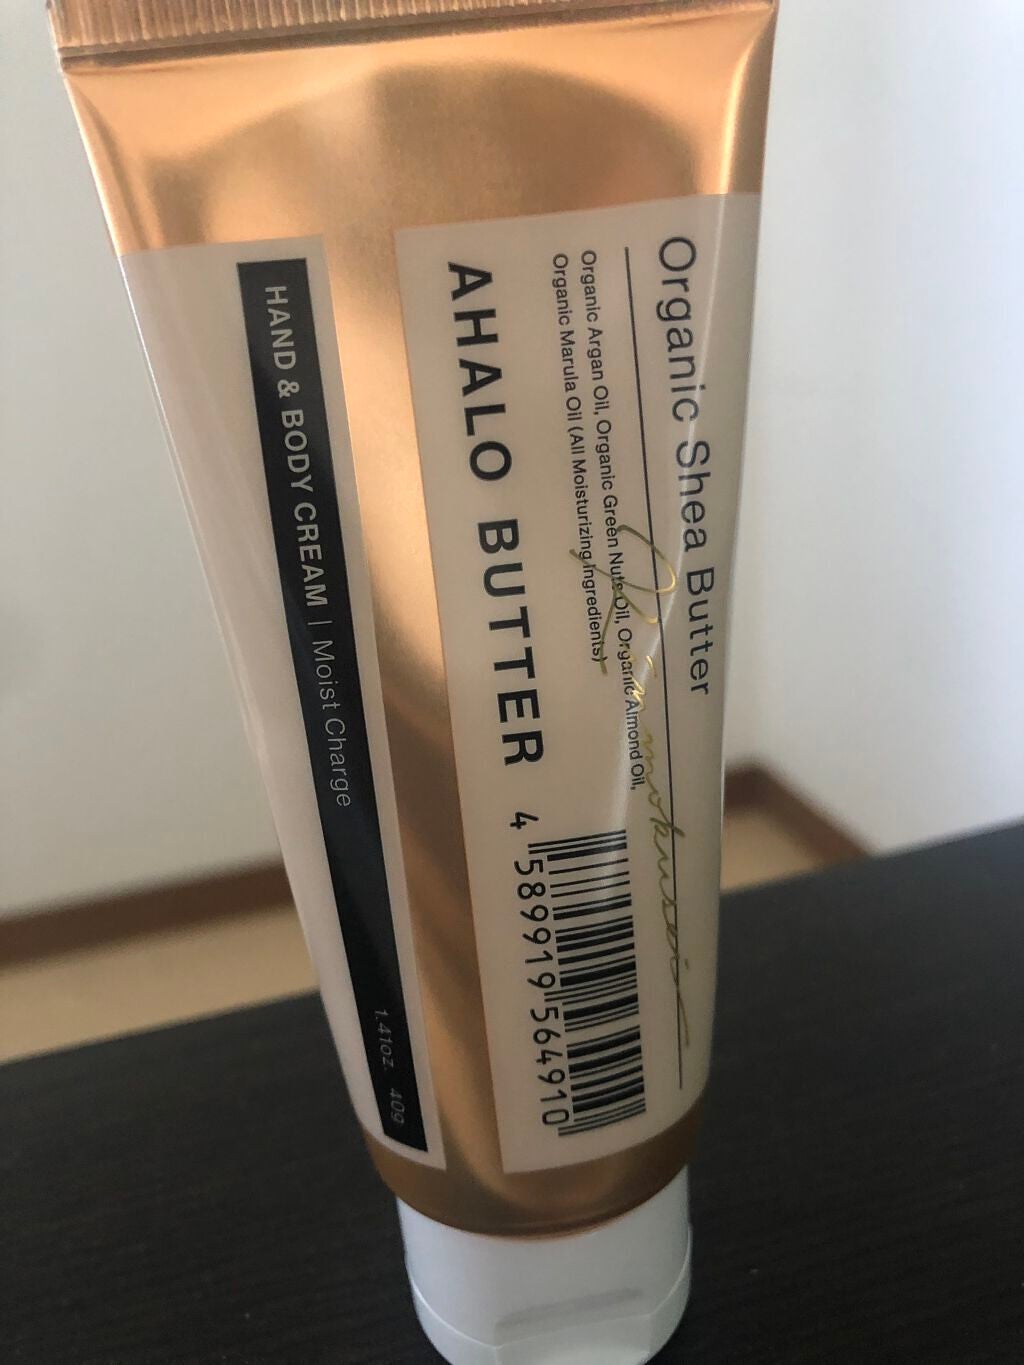 Organic Shea Butter
Organic Argan Oil, Organic Green Nuts Oil, Organic Almond Oil,
Organic Marula Oil (All Moisturizing Ingredients)
AHALO BUTTER
4 589919 564910
HAND & BODY CREAM | Moist Charge
1.41oz. 40g